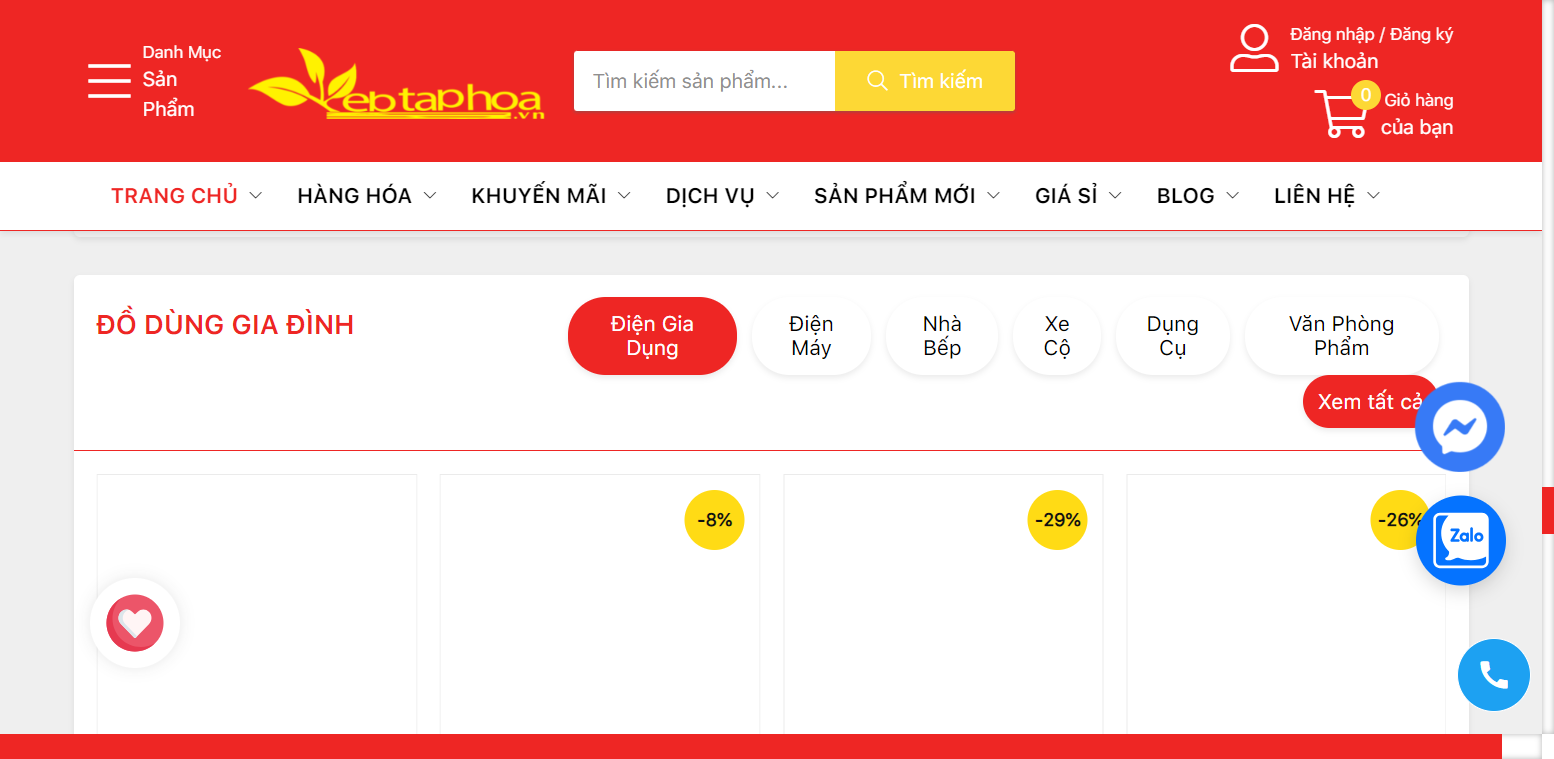 Danh Mục
Sản
Phẩm
ebtaphoa
.vn
Tìm kiếm sản phẩm...
Tìm kiếm
Đăng nhập / Đăng ký
Tài khoản
0
Giỏ hàng
của bạn
TRANG CHỦ
HÀNG HÓA
KHUYẾN MÃI
DỊCH VỤ
SẢN PHẨM MỚI
GIÁ SỈ
BLOG
LIÊN HỆ
ĐỒ DÙNG GIA ĐÌNH
Điện Gia
Dụng
Điện
Máy
Nhà
Bếp
Xe
Cộ
Dụng
Cụ
Văn Phòng
Phẩm
Xem tất cả
-8%
-29%
-26%
Zalo